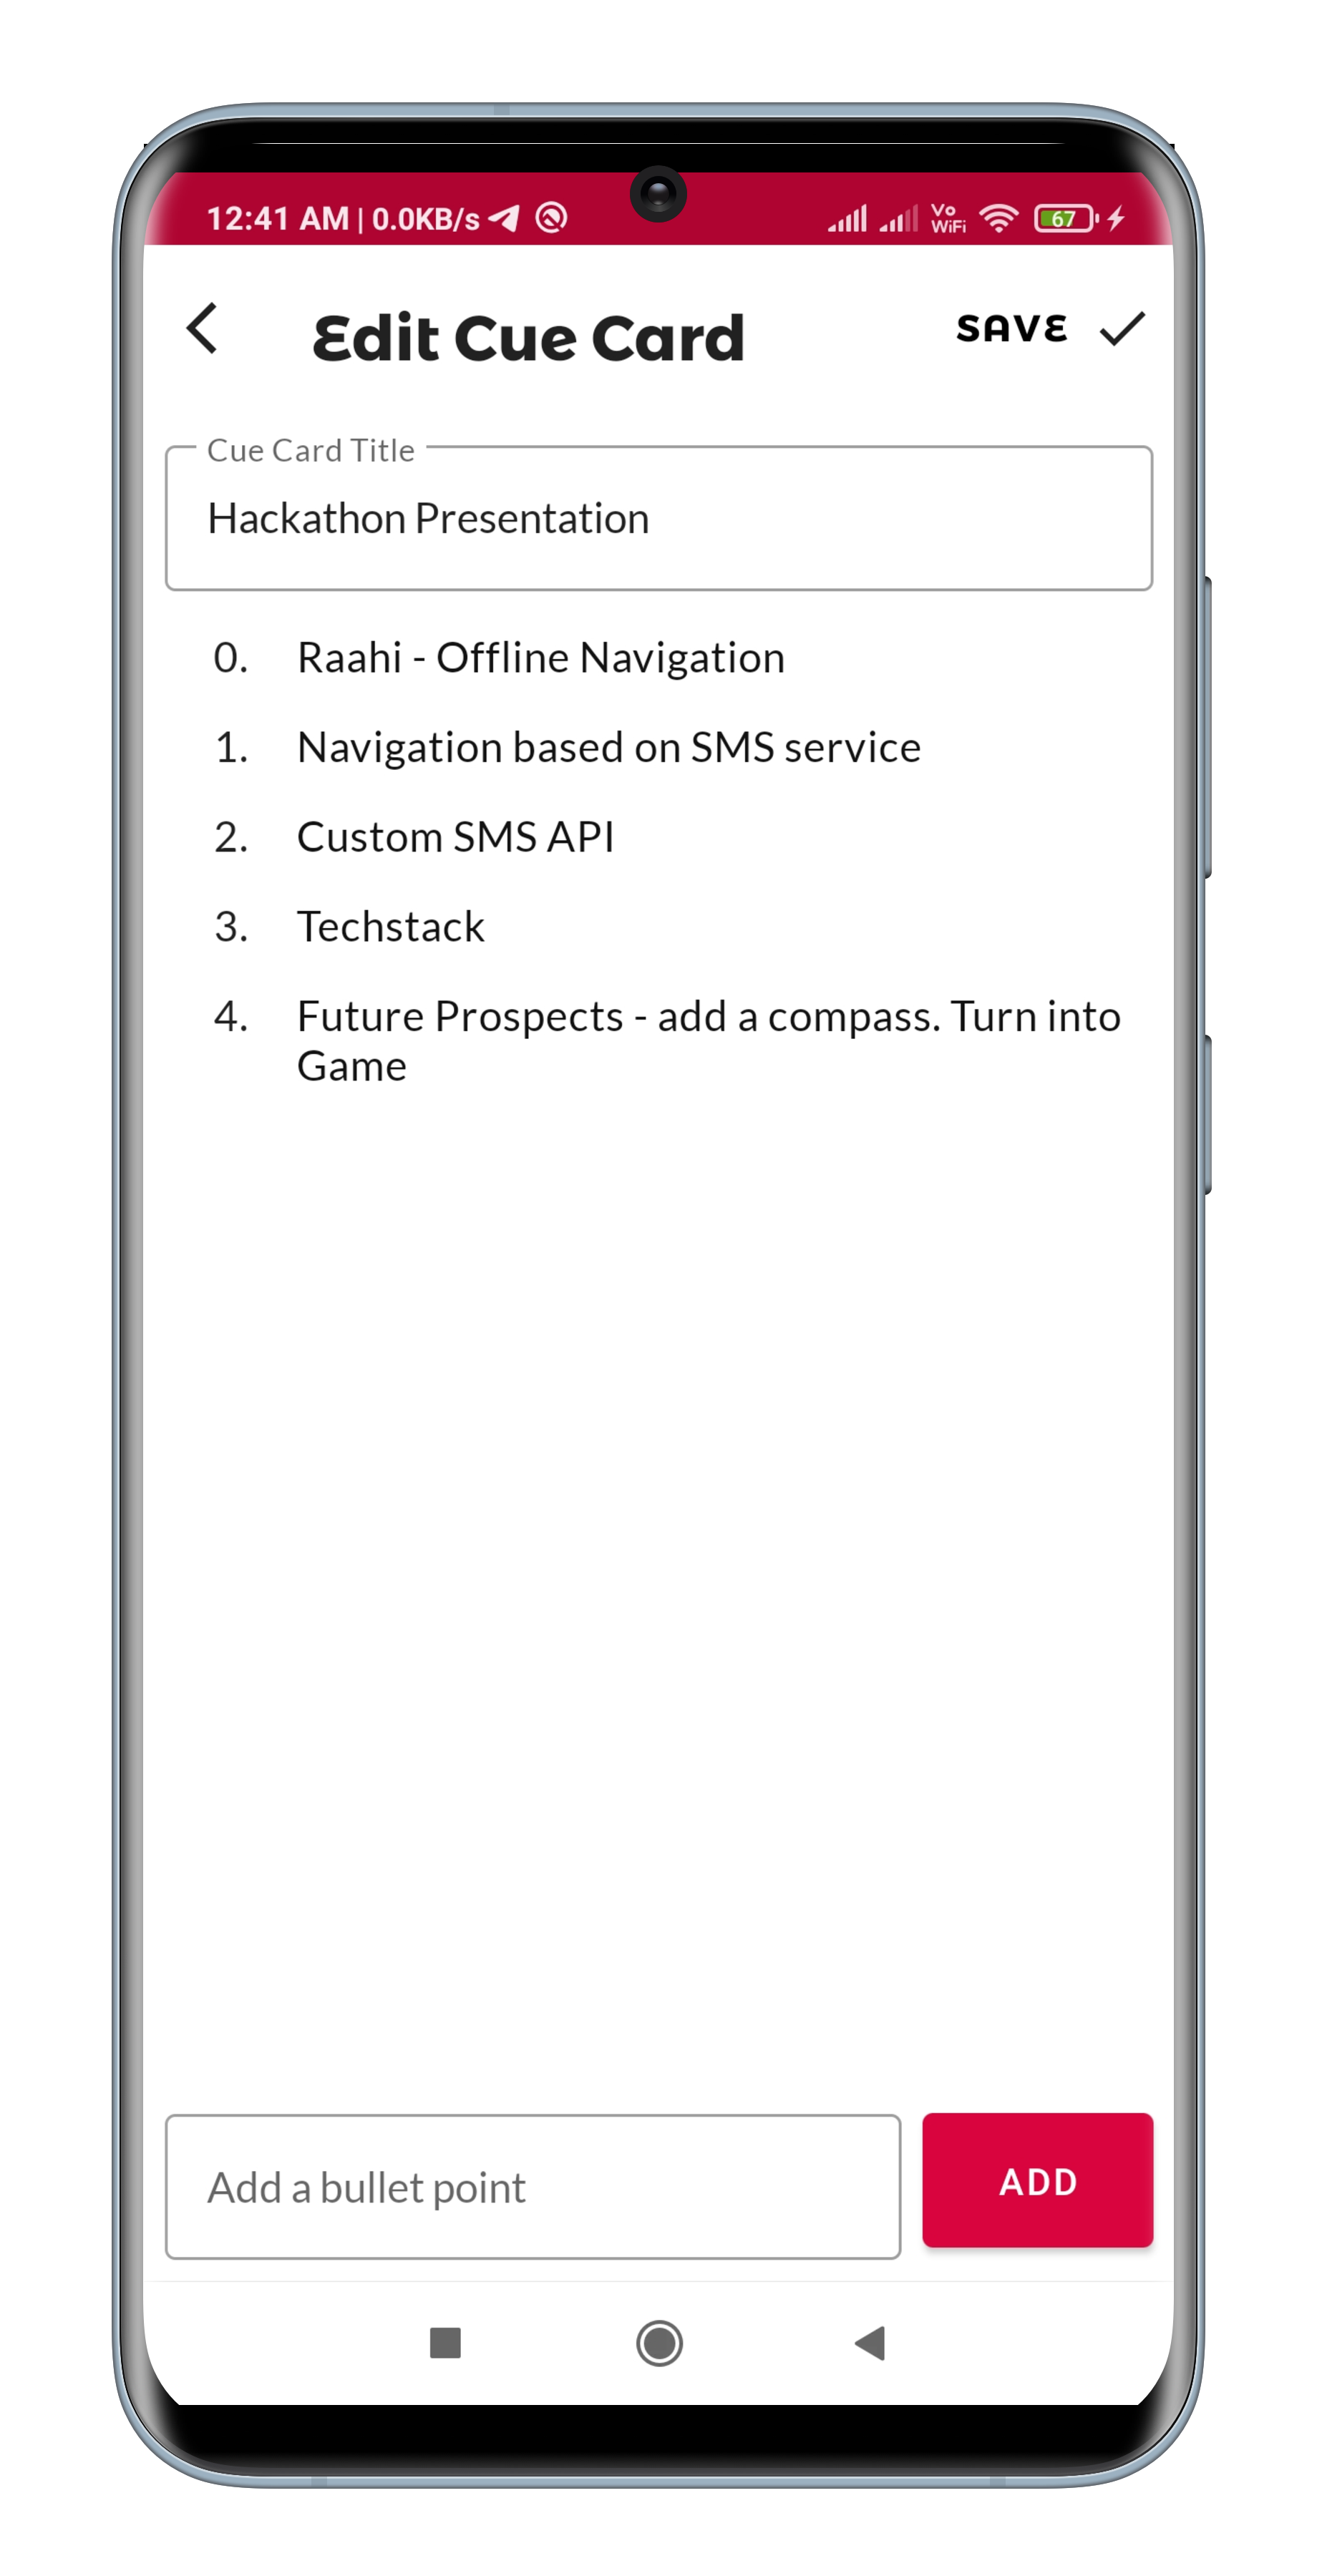 12:41 AM | 0.0KB/s
Vo
WiFi
67
Edit Cue Card
SAVE
Cue Card Title
Hackathon Presentation
0. Raahi - Offline Navigation
1. Navigation based on SMS service
2. Custom SMS API
3. Techstack
4. Future Prospects - add a compass. Turn into
Game
Add a bullet point
ADD